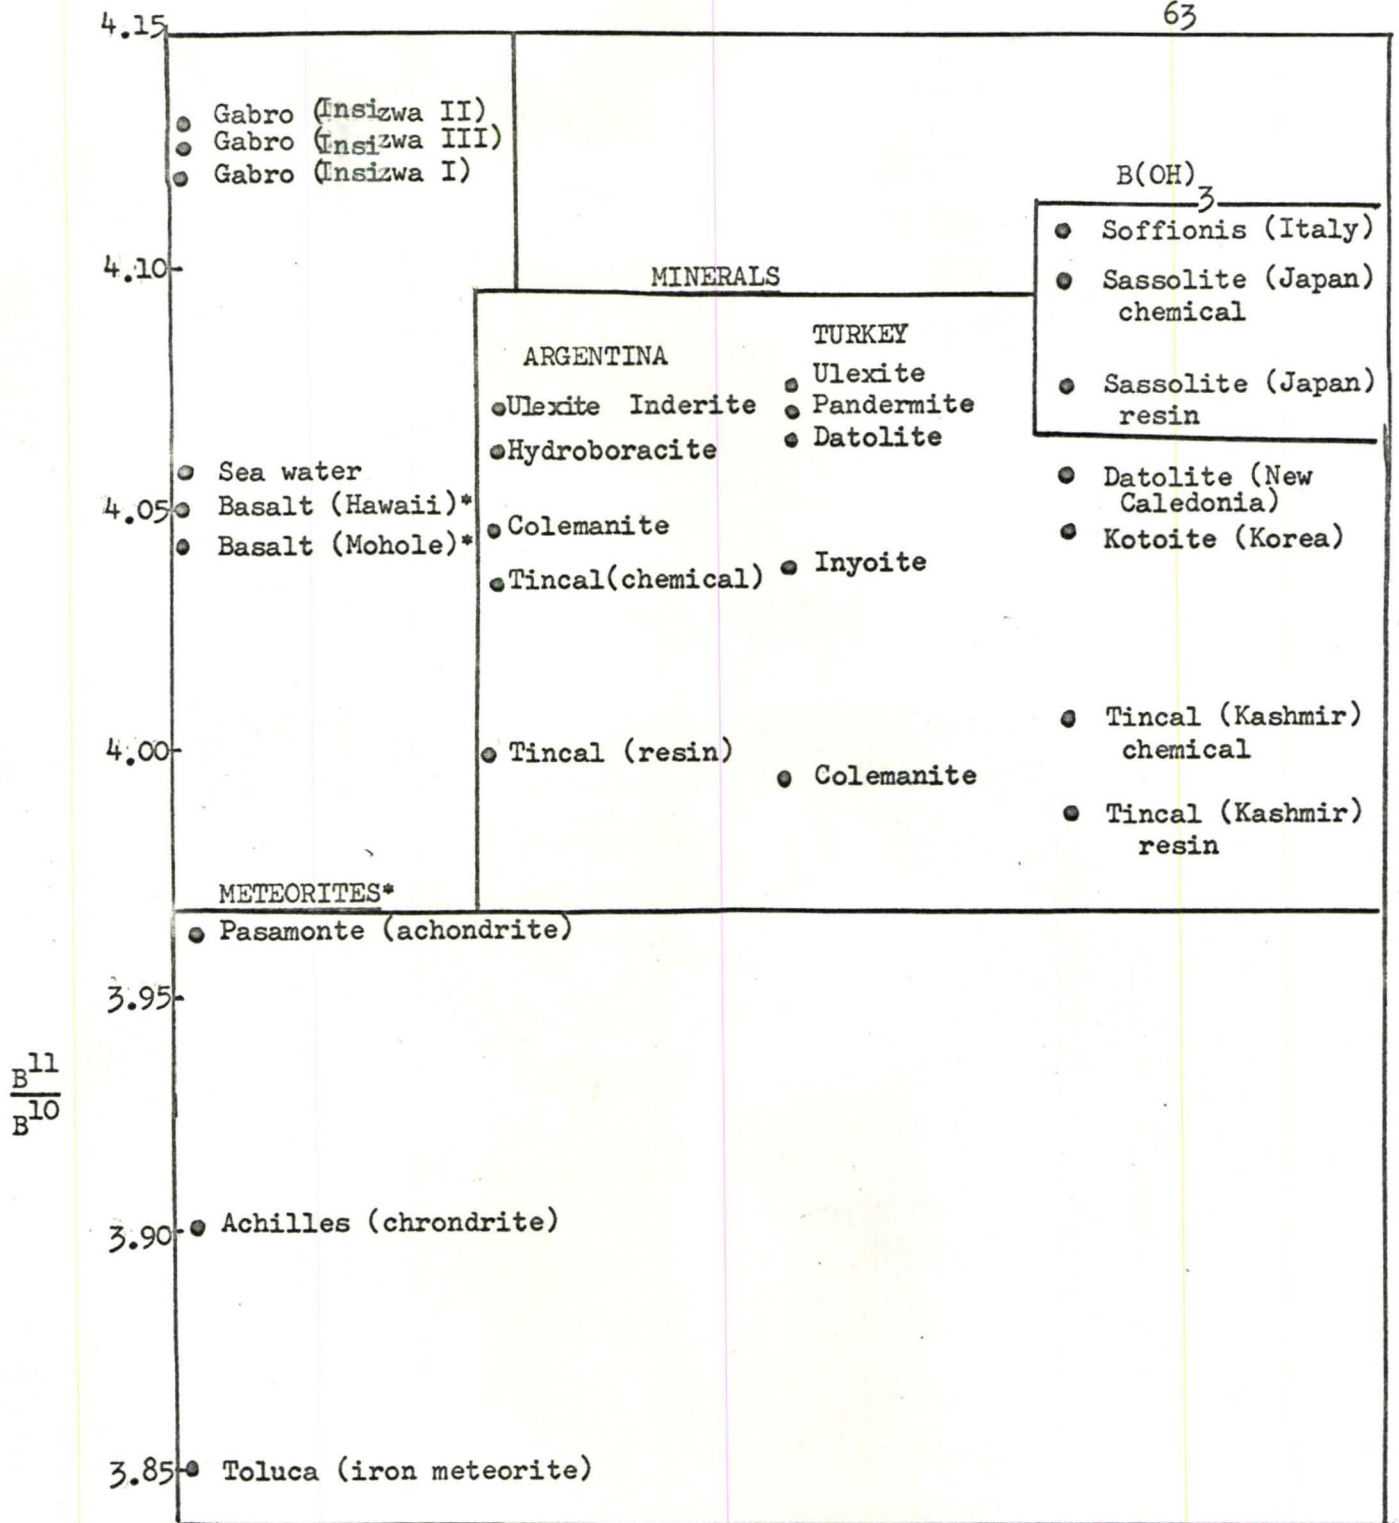 63
4.15
Gabro (Insizwa II)
Gabro (Insizwa III)
Gabro (Insizwa I)
4.10
Sea water
4.05
Basalt (Hawaii)*
Basalt (Mohole)*
4.00
MINERALS
ARGENTINA
Ulexite Inderite
Hydroboracite
Colemanite
Tincal(chemical)
Tincal (resin)
TURKEY
Ulexite
Pandermite
Datolite
Inyoite
Colemanite
B(OH)3
Soffionis (Italy)
Sassolite (Japan)
chemical
Sassolite (Japan)
resin
Datolite (New
Caledonia)
Kotoite (Korea)
Tincal (Kashmir)
chemical
Tincal (Kashmir)
resin
METEORITES*
Pasamonte (achondrite)
3.95
B11
B10
3.90
Achilles (chrondrite)
3.85
Toluca (iron meteorite)